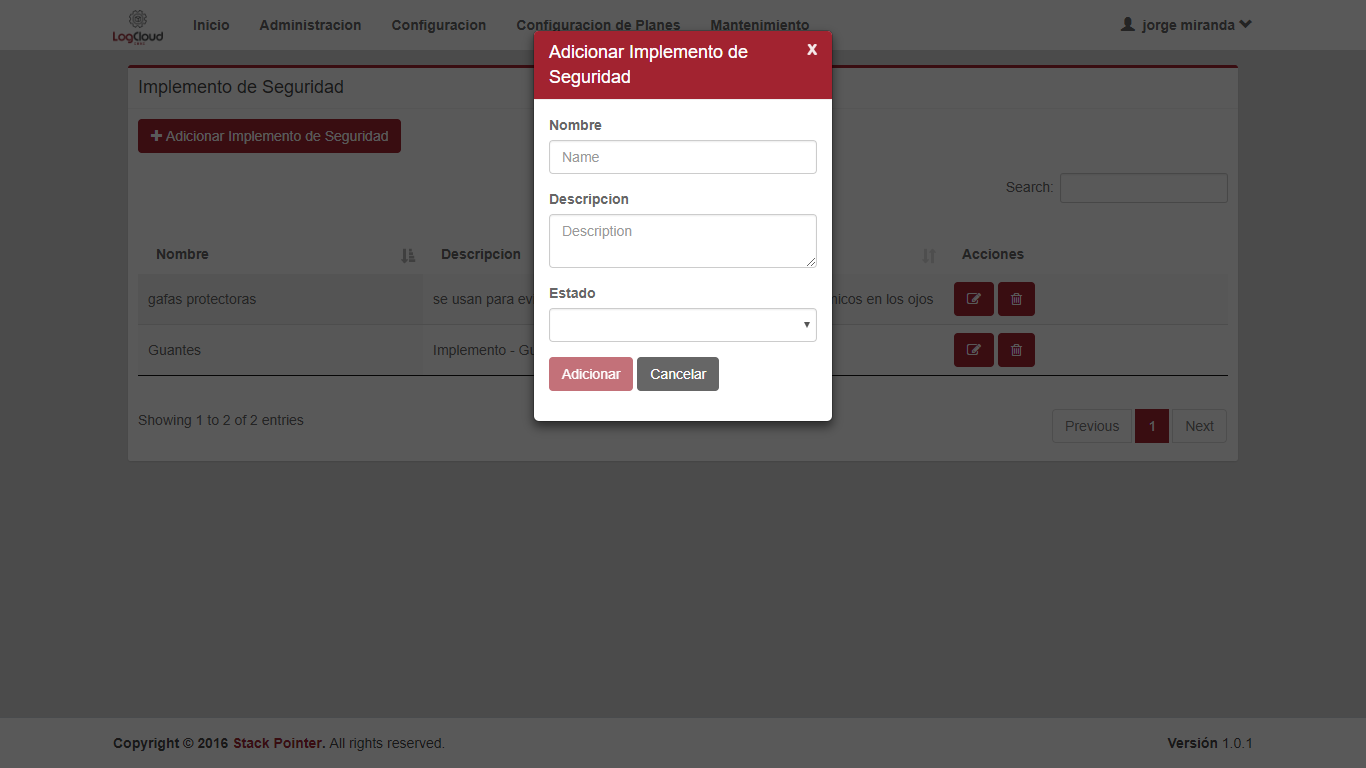 LogCloud
Inicio Administracion Configuracion Configuracion de Planes Mantenimiento jorge miranda
Adicionar Implemento de Seguridad x
Implemento de Seguridad
+ Adicionar Implemento de Seguridad
Nombre
Name
Descripcion
Description
Estado
Adicionar Cancelar
Search:
Nombre Descripcion Acciones
gafas protectoras se usan para en los ojos
Guantes Implemento -
Showing 1 to 2 of 2 entries
Previous 1 Next
Copyright © 2016 Stack Pointer. All rights reserved. Versión 1.0.1